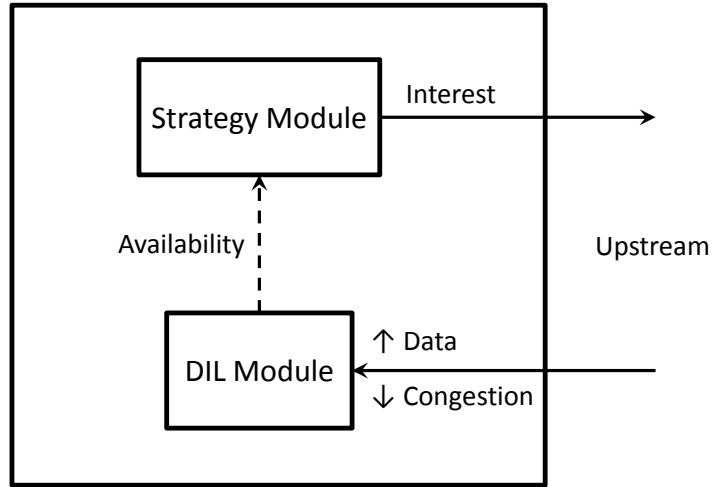 Interest
Strategy Module
Availability
Upstream
↑ Data
DIL Module
↓ Congestion